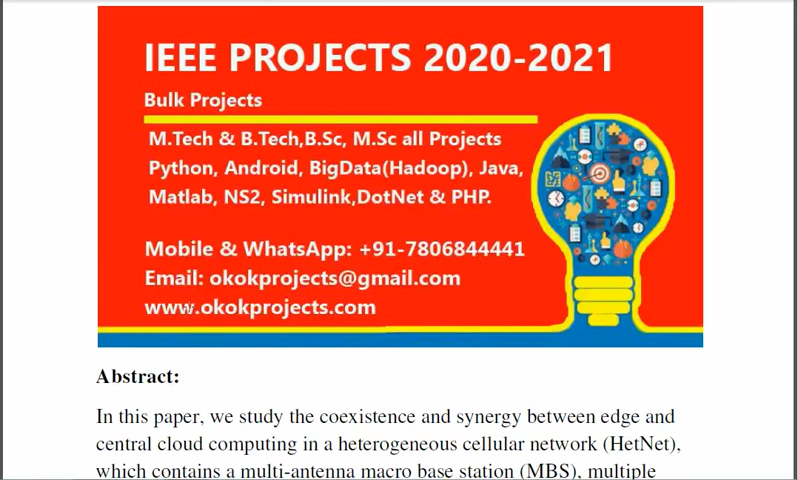 IEEE PROJECTS 2020-2021
Bulk Projects
M.Tech & B.Tech,B.Sc, M.Sc all Projects
Python, Android, BigData(Hadoop), Java,
Matlab, NS2, Simulink,DotNet & PHP.
Mobile & WhatsApp: +91-7806844441
Email: okokprojects@gmail.com
www.okokprojects.com
Abstract:
In this paper, we study the coexistence and synergy between edge and
central cloud computing in a heterogeneous cellular network (HetNet),
which contains a multi-antenna macro base station (MBS), multiple